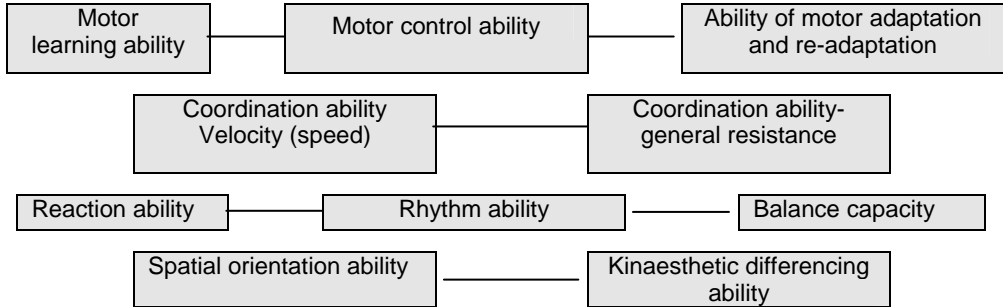 Motor
learning ability
Motor control ability
Ability of motor adaptation
and re-adaptation
Coordination ability
Velocity (speed)
Coordination ability-
general resistance
Reaction ability
Rhythm ability
Balance capacity
Spatial orientation ability
Kinaesthetic differencing
ability